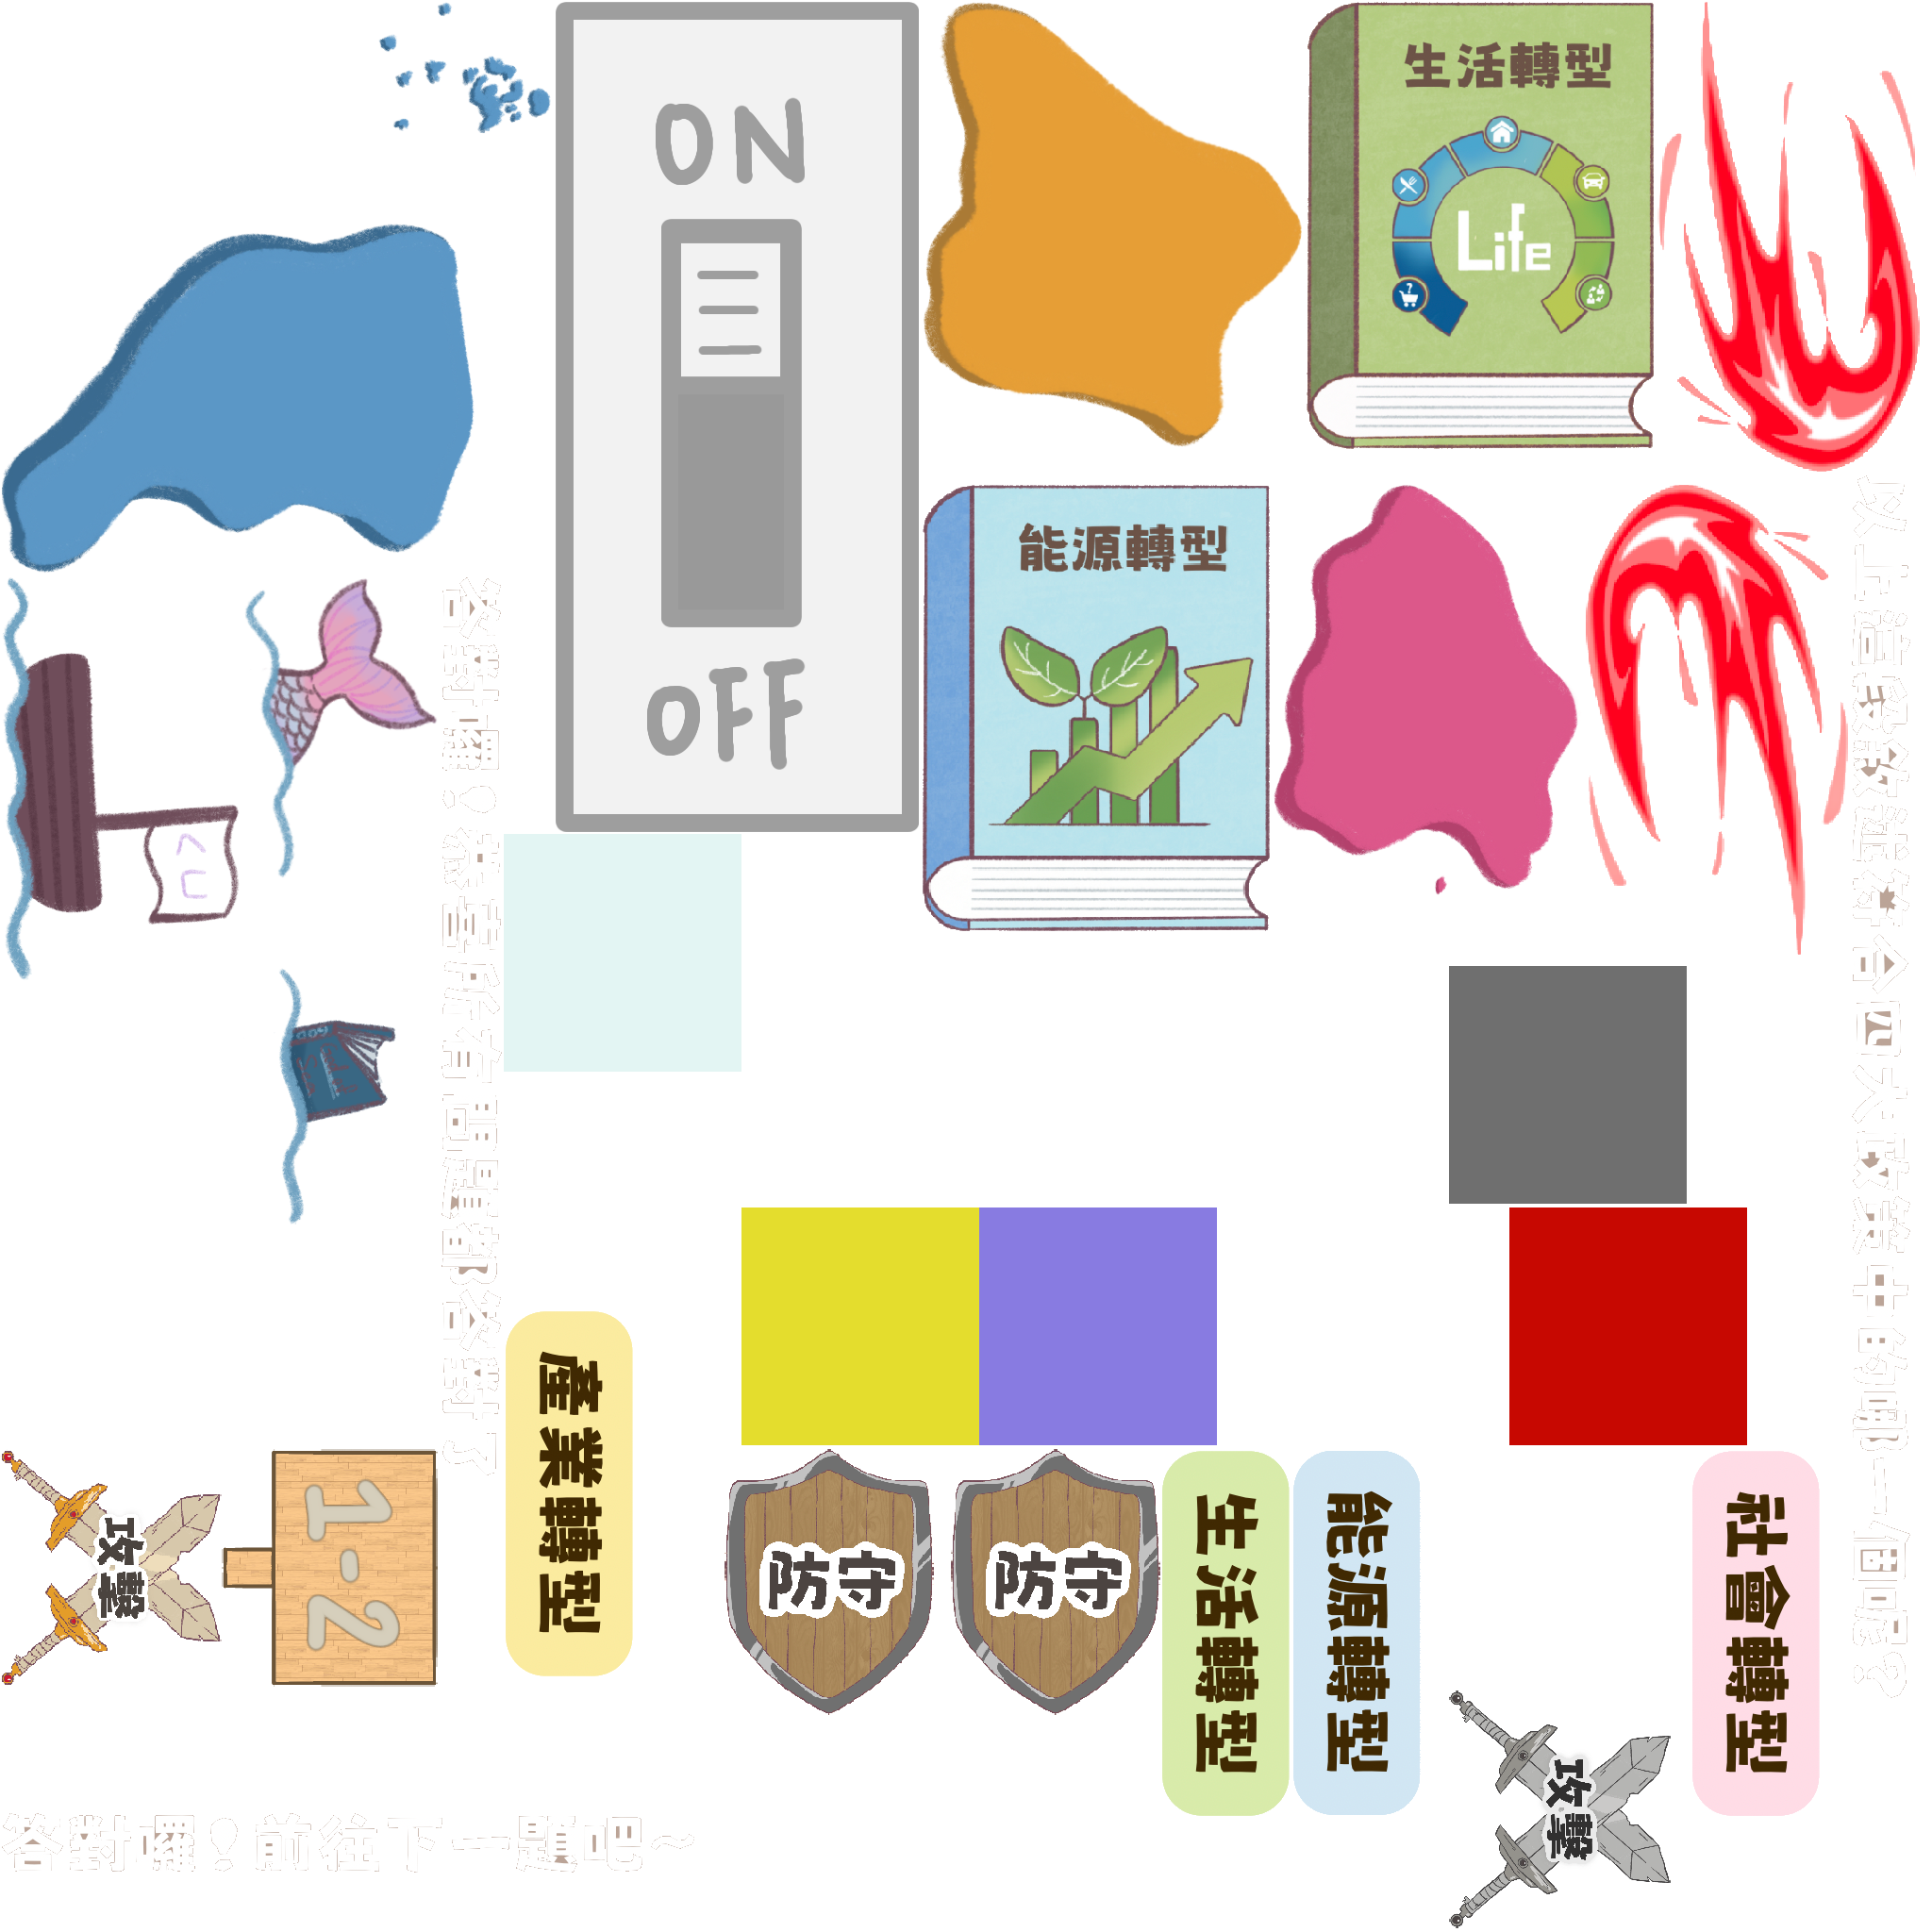 ON
OFF
生活轉型
Life
能源轉型
答對囉！恭喜所有問題都答對了
以上這段敘述符合四大政策中的哪一個呢？
產業轉型
攻擊
1-2
防守
防守
生活轉型
能源轉型
社會轉型
攻擊
答對囉！前往下一題吧~